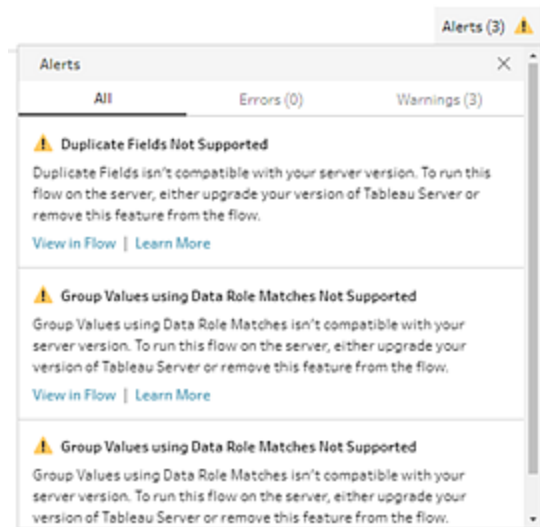 Alerts (3)
Alerts
All Errors (0) Warnings (3)
Duplicate Fields Not Supported
Duplicate Fields isn't compatible with your server version. To run this
flow on the server, either upgrade your version of Tableau Server or
remove this feature from the flow.
View in Flow | Learn More
Group Values using Data Role Matches Not Supported
Group Values using Data Role Matches isn't compatible with your
server version. To run this flow on the server, either upgrade your
version of Tableau Server or remove this feature from the flow.
View in Flow | Learn More
Group Values using Data Role Matches Not Supported
Group Values using Data Role Matches isn't compatible with your
server version. To run this flow on the server, either upgrade your
version of Tableau Server or remove this feature from the flow.